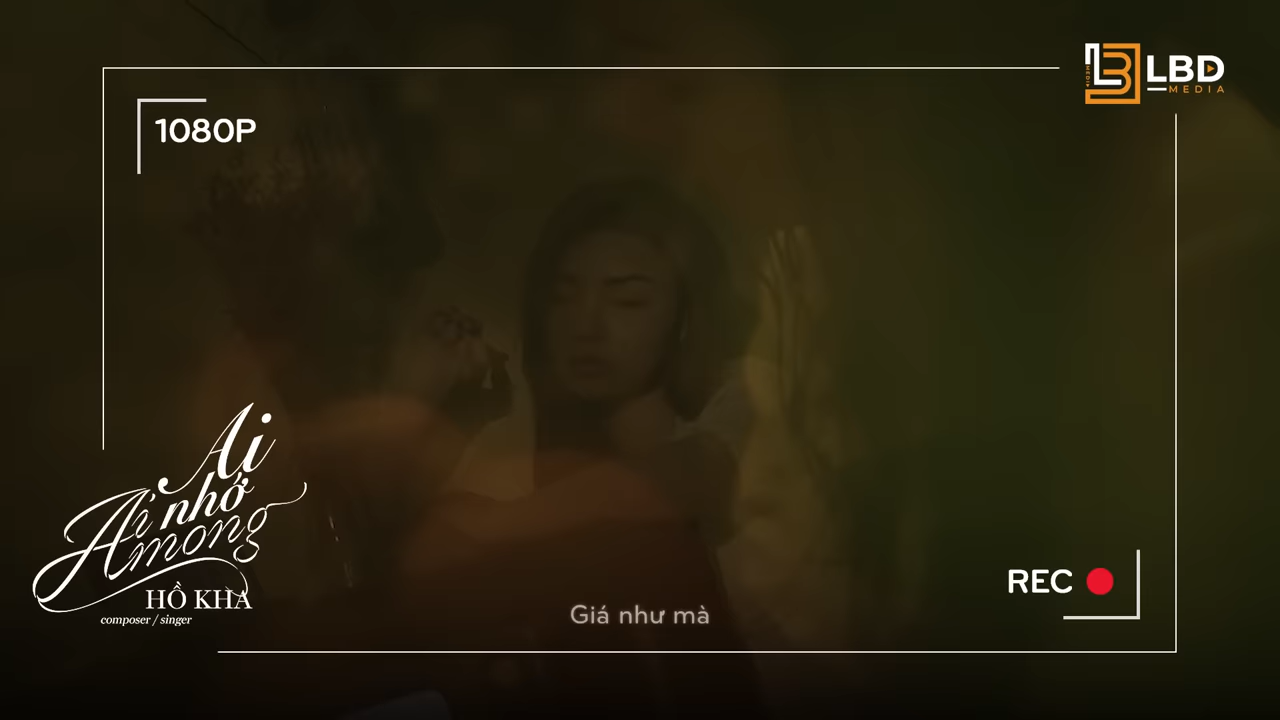 LBD
MEDIA
1080P
Ai
nhớ
Ai mong
HỒ KHA
composer / singer
REC
Giá như mà